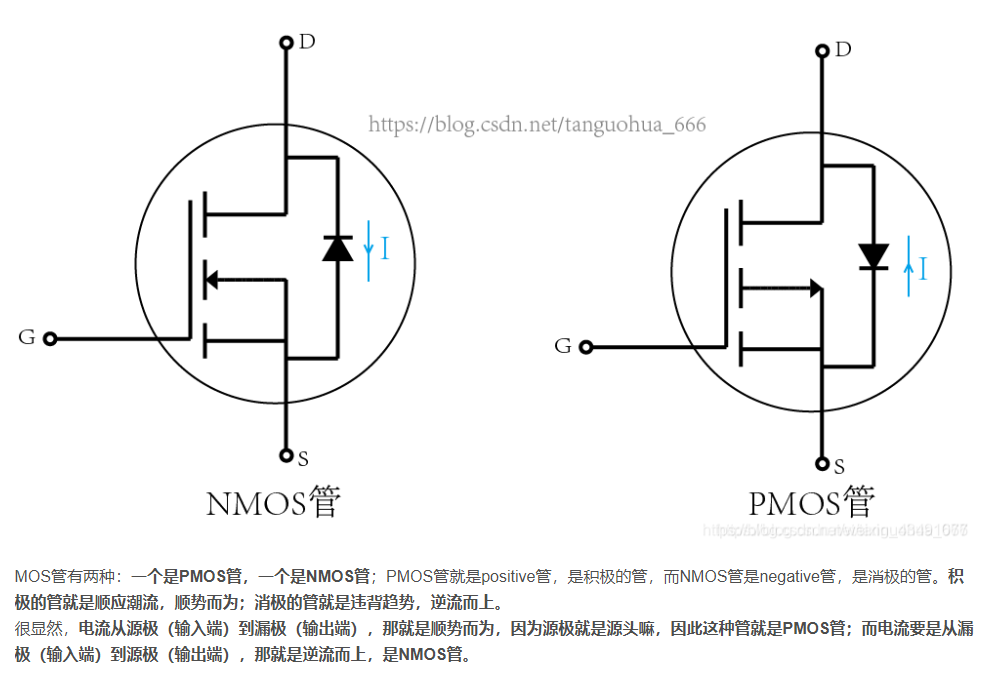 D
D
https://blog.csdn.net/tanguohua_666
I
I
G
G
S
S
NMOS管
PMOS管
MOS管有两种：一个是PMOS管，一个是NMOS管；PMOS管就是positive管，是积极的管，而NMOS管是negative管，是消极的管。积
极的管就是顺应潮流，顺势而为；消极的管就是违背趋势，逆流而上。
很显然，电流从源极（输入端）到漏极（输出端），那就是顺势而为，因为源极就是源头嘛，因此这种管就是PMOS管；而电流要是从漏
极（输入端）到源极（输出端），那就是逆流而上，是NMOS管。